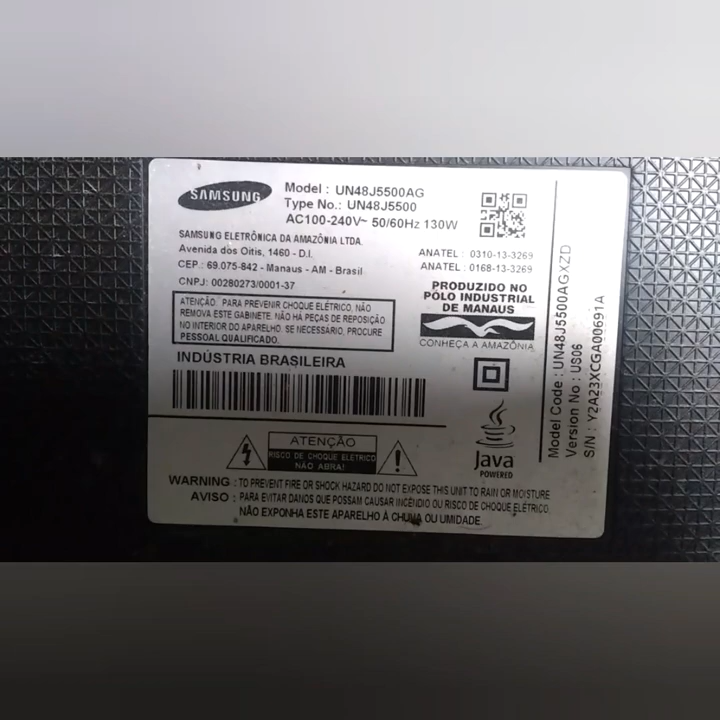 SAMSUNG
Model : UN48J5500AG
Type No.: UN48J5500
AC100-240V~ 50/60Hz 130W
SAMSUNG ELETRÔNICA DA AMAZÔNIA LTDA.
Avenida dos Oitis, 1460 - D.I.
CEP.: 69.075-842 - Manaus - AM - Brasil
CNPJ: 00280273/0001-37
ANATEL : 0310-13-3269
ANATEL : 0168-13-3269
ATENÇÃO: PARA PREVENIR CHOQUE ELÉTRICO, NÃO
REMOVA ESTE GABINETE. NÃO HÁ PEÇAS DE REPOSIÇÃO
NO INTERIOR DO APARELHO. SE NECESSÁRIO, PROCURE
PESSOAL QUALIFICADO.
PRODUZIDO NO
PÓLO INDUSTRIAL
DE MANAUS
CONHEÇA A AMAZÔNIA
INDÚSTRIA BRASILEIRA
ATENÇÃO
RISCO DE CHOQUE ELÉTRICO
NÃO ABRA!
Java
POWERED
WARNING : TO PREVENT FIRE OR SHOCK HAZARD DO NOT EXPOSE THIS UNIT TO RAIN OR MOISTURE
AVISO : PARA EVITAR DANOS QUE POSSAM CAUSAR INCÊNDIO OU RISCO DE CHOQUE ELÉTRICO,
NÃO EXPONHA ESTE APARELHO À CHUVA OU UMIDADE.
Model Code : UN48J5500AGXZD
Version No : US06
S/N : Y2A23XCGA00691A